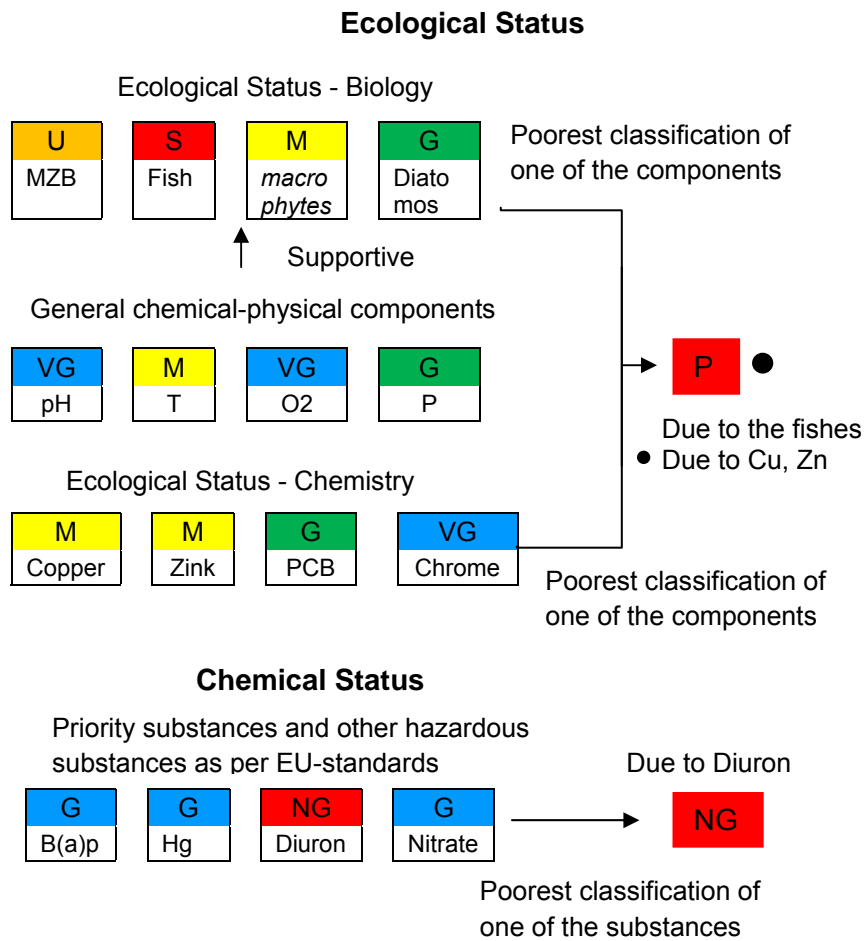 Ecological Status
Ecological Status - Biology
U
MZB
S
Fish
M
macro
phytes
G
Diato
mos
Poorest classification of
one of the components
Supportive
General chemical-physical components
VG
pH
M
T
VG
O2
G
P
P ●
Due to the fishes
● Due to Cu, Zn
Ecological Status - Chemistry
M
Copper
M
Zink
G
PCB
VG
Chrome
Poorest classification of
one of the components
Chemical Status
Priority substances and other hazardous
substances as per EU-standards
Due to Diuron
G
B(a)p
G
Hg
NG
Diuron
G
Nitrate
NG
Poorest classification of
one of the substances